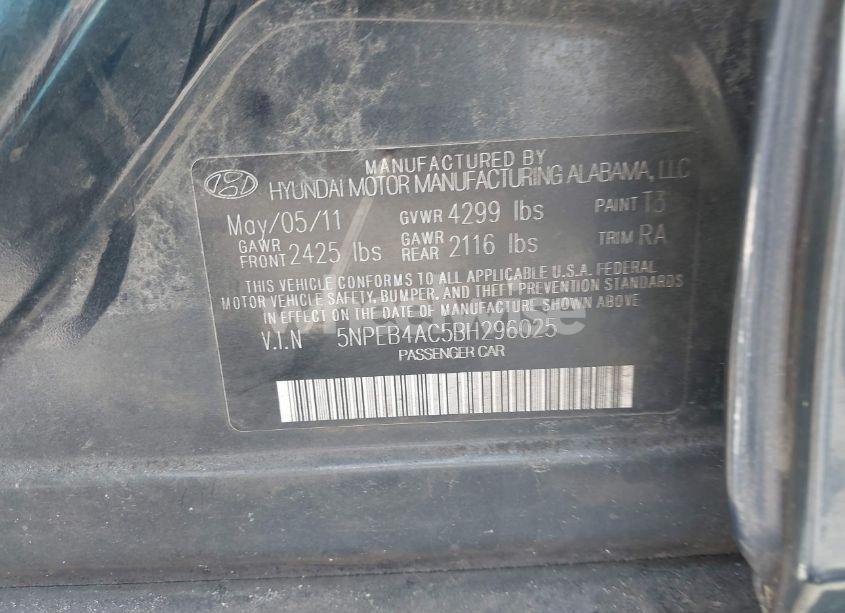 MANUFACTURED BY
HYUNDAI MOTOR MANUFACTURING ALABAMA, LLC
May/05/11 GVWR 4299 lbs PAINT T3
GAWR FRONT 2425 lbs GAWR REAR 2116 lbs TRIM RA
THIS VEHICLE CONFORMS TO ALL APPLICABLE U.S.A. FEDERAL
MOTOR VEHICLE SAFETY, BUMPER, AND THEFT PREVENTION STANDARDS
IN EFFECT ON THE DATE OF MANUFACTURE SHOWN ABOVE.
V.I.N 5NPEB4AC5BH296025
PASSENGER CAR